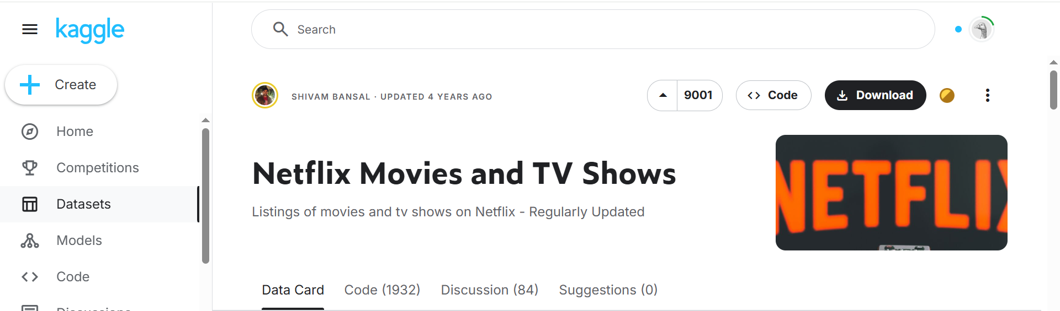 kaggle
Search
Create
SHIVAM BANSAL · UPDATED 4 YEARS AGO
9001
Code
Download
Home
Competitions
Datasets
Models
Code
Netflix Movies and TV Shows
Listings of movies and tv shows on Netflix - Regularly Updated
NETFLIX
Data Card
Code (1932)
Discussion (84)
Suggestions (0)